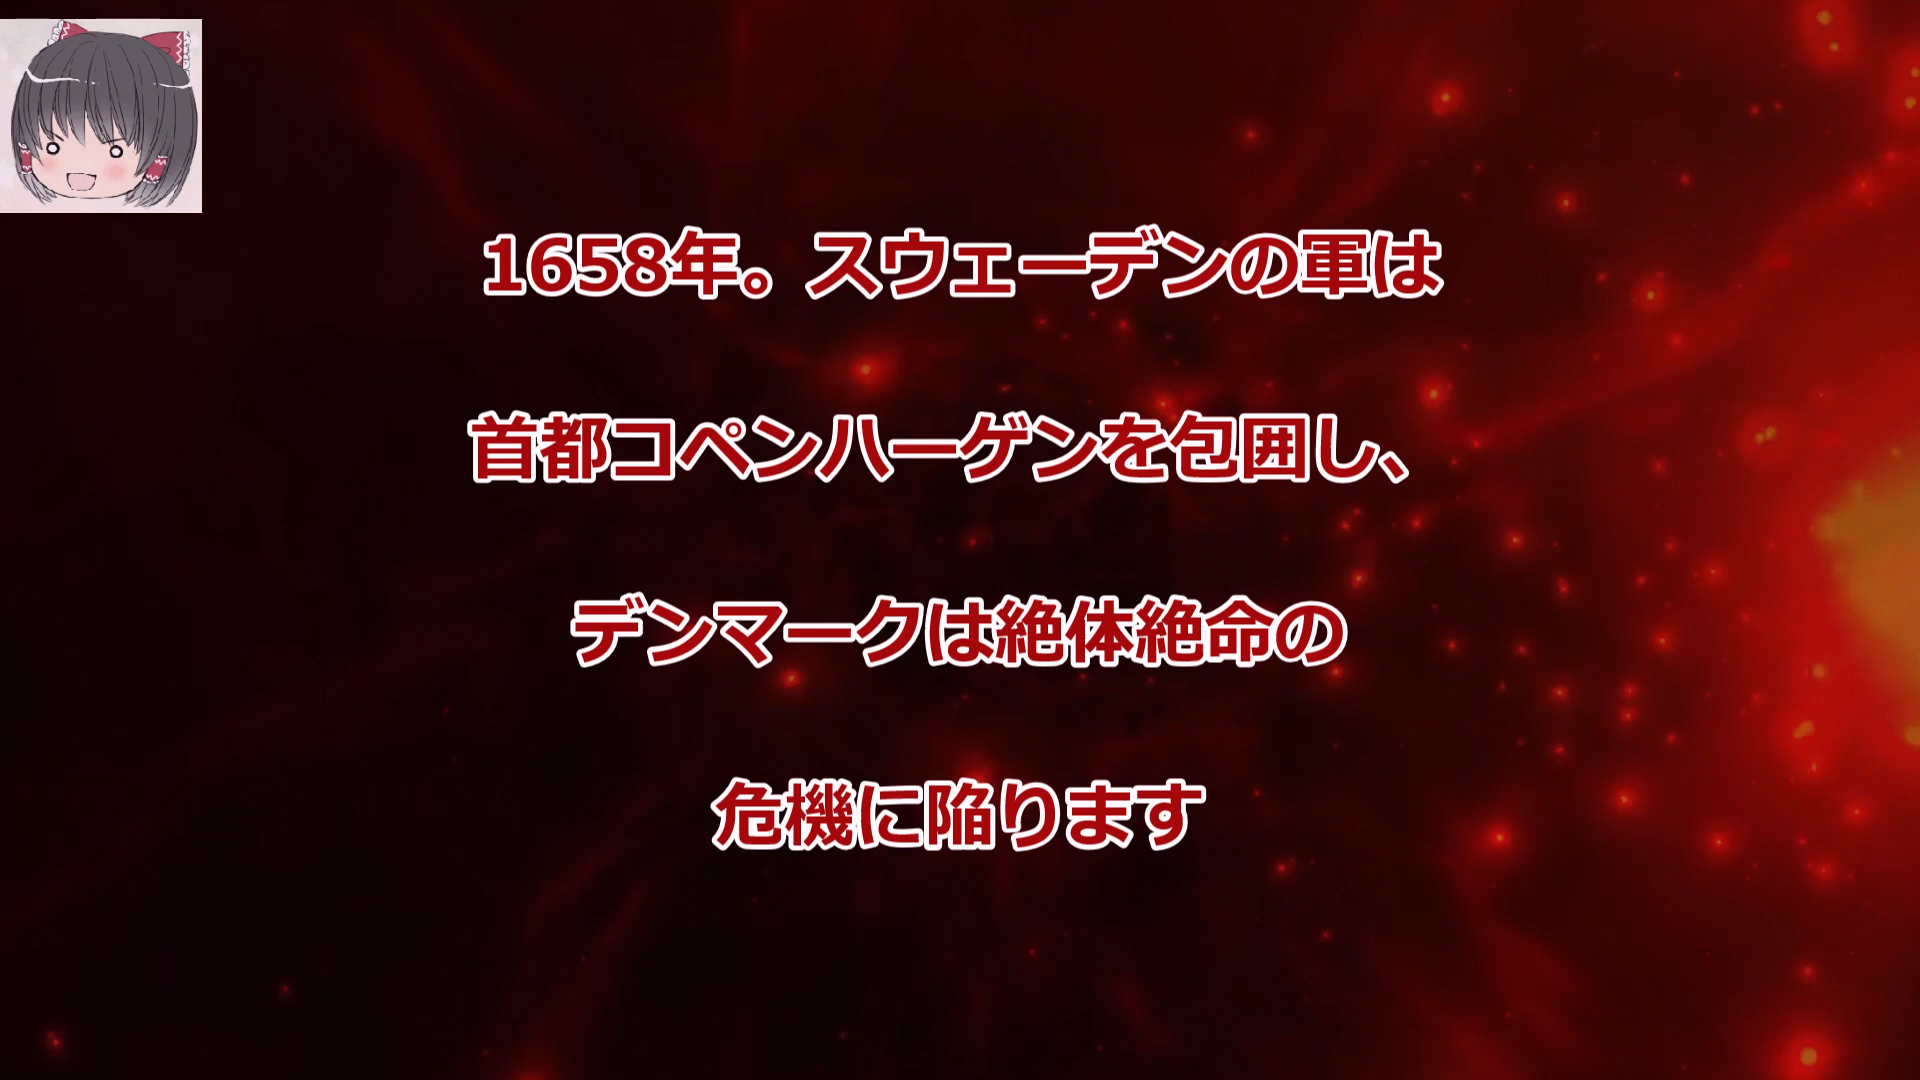 1658年。スウェーデンの軍は
首都コペンハーゲンを包囲し、
デンマークは絶体絶命の
危機に陥ります